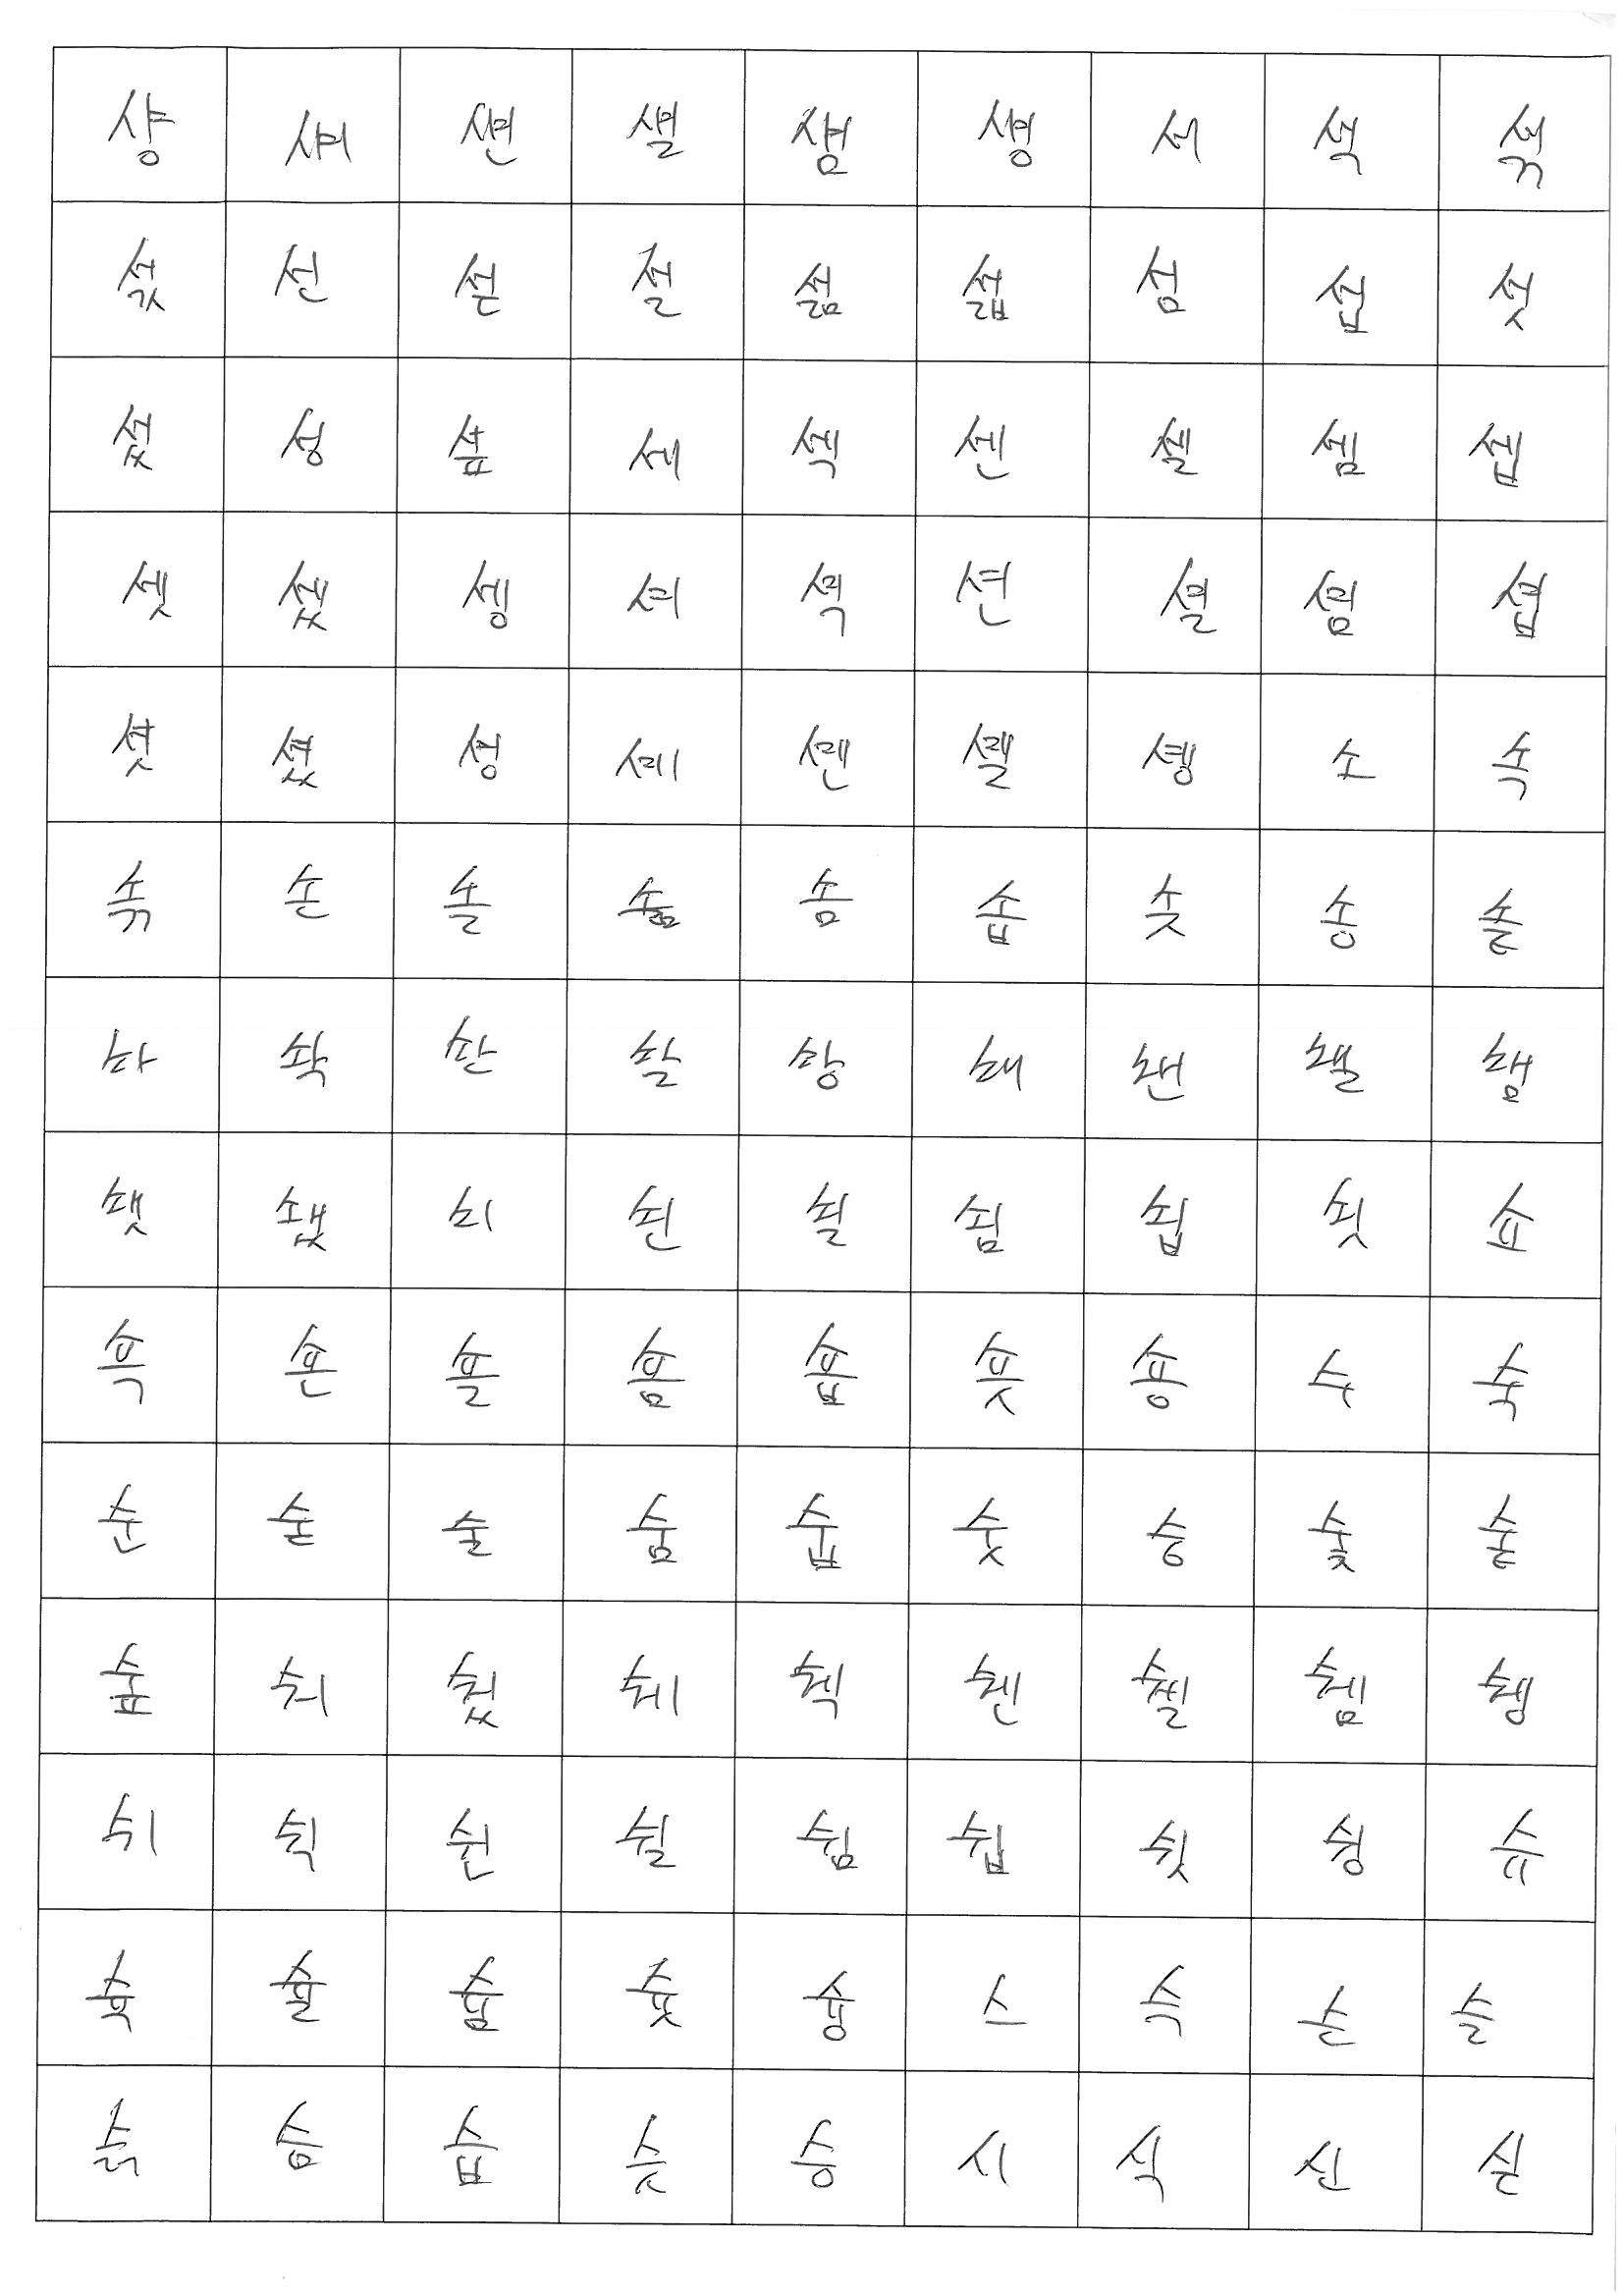 샹 섀 섄 섈 섐 섕 서 석 섞
섟 선 섣 설 섦 섧 섬 섭 섯
섰 성 섶 세 섹 센 셀 셈 셉
셋 셌 셍 셔 셕 션 셜 셤 셥
셧 셨 셩 셰 셴 셸 솅 소 속
솎 손 솔 솖 솜 솝 솟 송 솥
솨 솩 솬 솰 솽 쇄 쇈 쇌 쇔
쇗 쇘 쇠 쇤 쇨 쇰 쇱 쇳 쇼
쇽 숀 숄 숌 숍 숏 숑 수 숙
순 숟 술 숨 숩 숫 숭 숯 숱
숲 숴 쉈 쉐 쉑 쉔 쉘 쉠 쉥
쉬 쉭 쉰 쉴 쉼 쉽 쉿 슁 슈
슉 슐 슘 슛 슝 스 슥 슨 슬
슭 슴 습 슷 승 시 식 신 싣